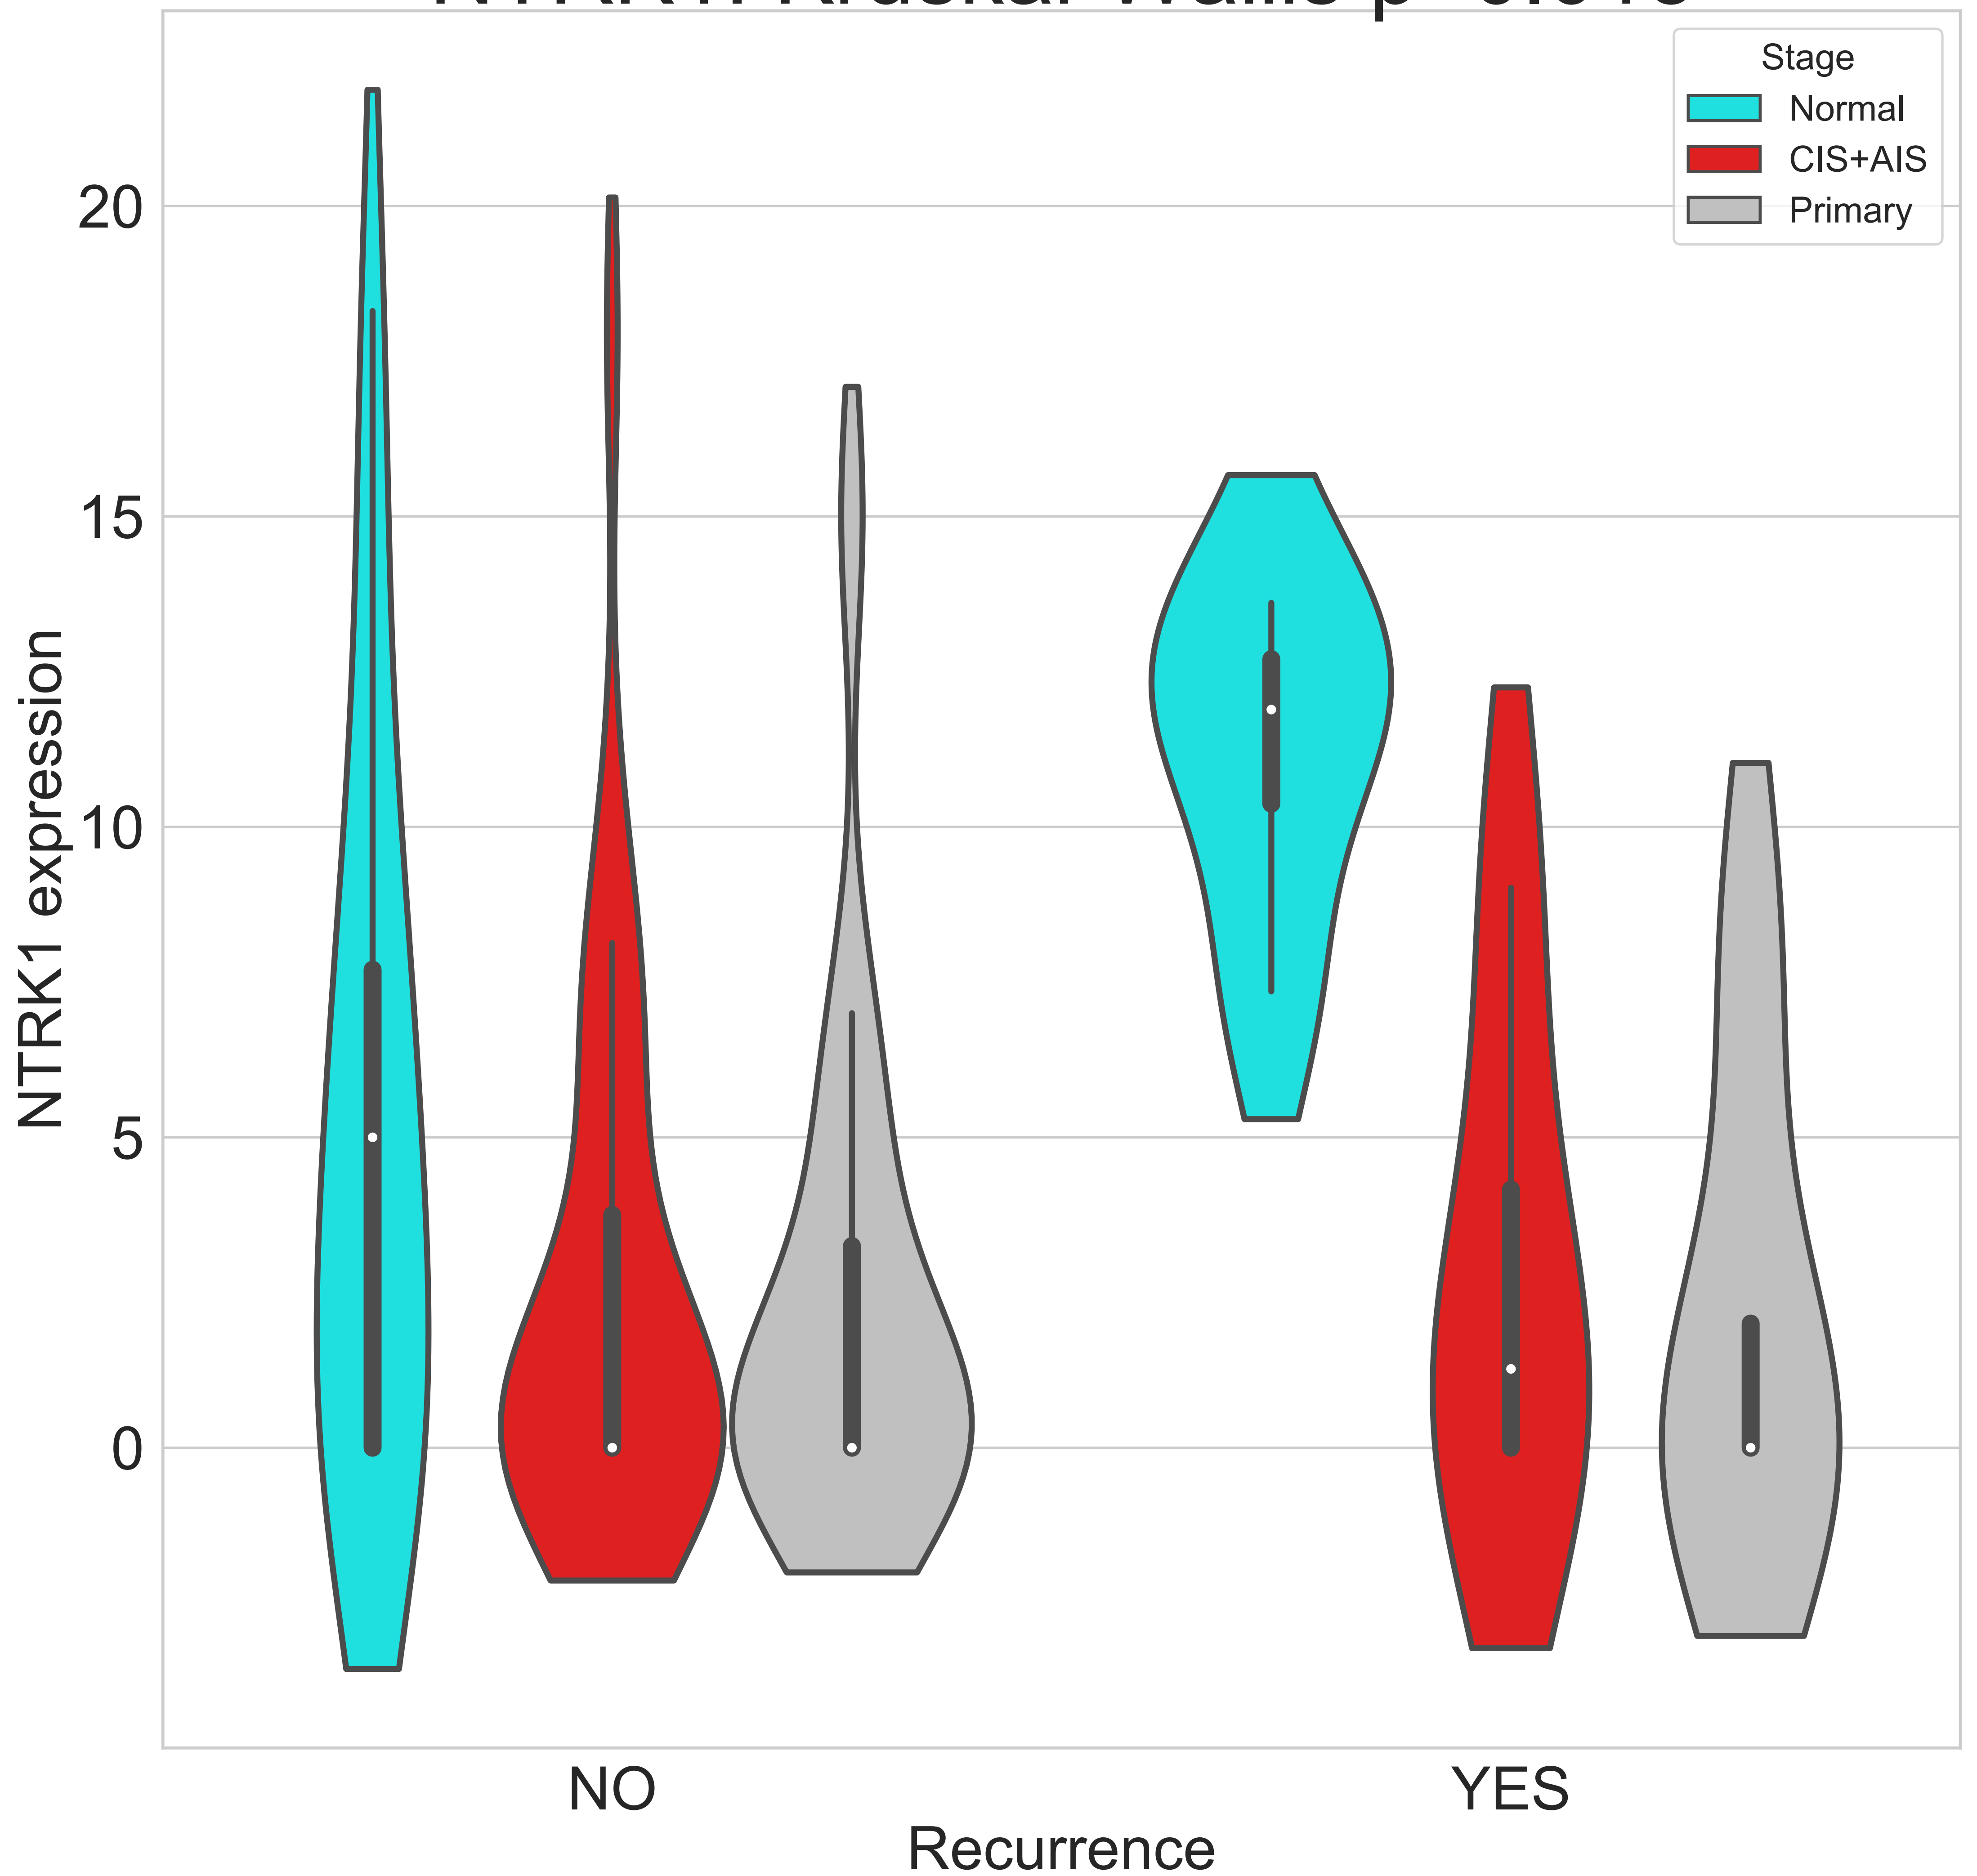 Stage
Normal
CIS+AIS
Primary
20
15
10
5
0
NTRK1 expression
NO
YES
Recurrence